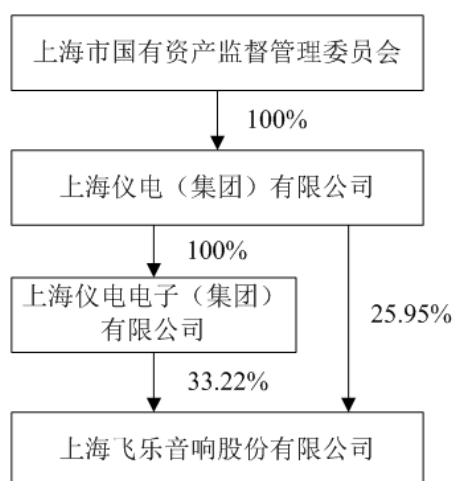 上海市国有资产监督管理委员会
100%
上海仪电（集团）有限公司
100%
上海仪电电子（集团）
有限公司
25.95%
33.22%
上海飞乐音响股份有限公司